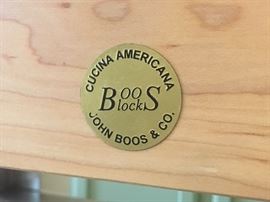 CUCINA AMERICANA
BOOS
BlockS
JOHN BOOS & CO.